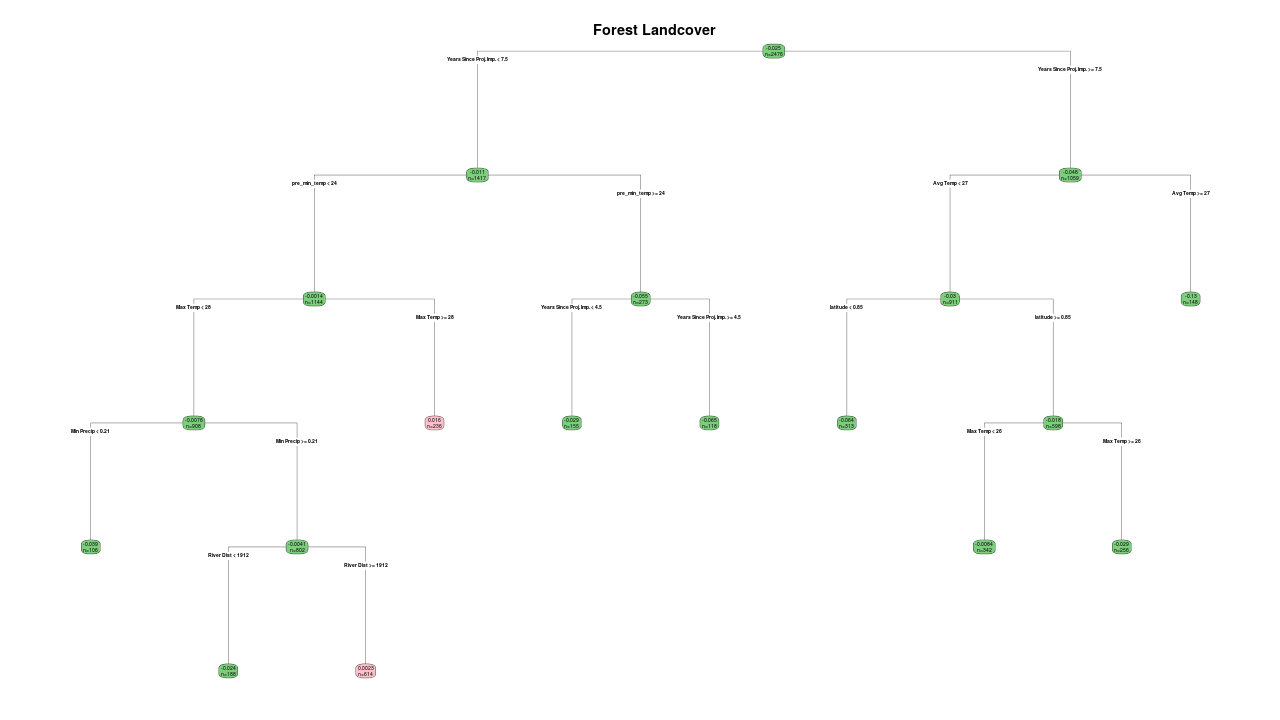 Forest Landcover
-0.025
n=2476
Years Since Proj.Imp. < 7.5
Years Since Proj.Imp. >= 7.5
-0.011
n=1417
-0.048
n=1059
pre_min_temp < 24
pre_min_temp >= 24
Avg Temp < 27
Avg Temp >= 27
-0.0014
n=1144
-0.055
n=273
-0.03
n=911
-0.13
n=148
Max Temp < 28
Max Temp >= 28
Years Since Proj.Imp. < 4.5
Years Since Proj.Imp. >= 4.5
latitude < 0.85
latitude >= 0.85
-0.0076
n=908
0.018
n=236
-0.029
n=155
n=118
-0.064
n=313
-0.018
n=598
Min Precip < 0.21
Min Precip >= 0.21
Max Temp < 26
Max Temp >= 26
-0.039
n=106
-0.0041
n=802
-0.0084
n=342
-0.029
n=256
River Dist < 1912
River Dist >= 1912
-0.024
n=188
0.0023
n=614